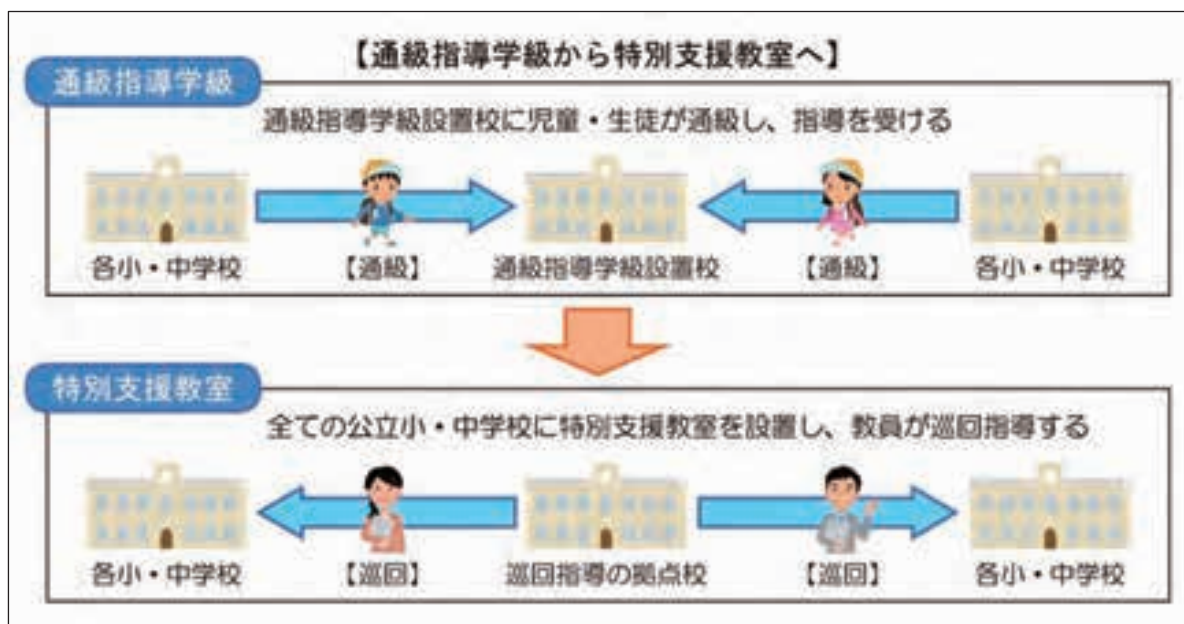 【通級指導学級から特別支援教室へ】
通級指導学級
通級指導学級設置校に児童・生徒が通級し、指導を受ける
各小・中学校
【通級】
通級指導学級設置校
【通級】
各小・中学校
特別支援教室
全ての公立小・中学校に特別支援教室を設置し、教員が巡回指導する
各小・中学校
【巡回】
巡回指導の拠点校
【巡回】
各小・中学校